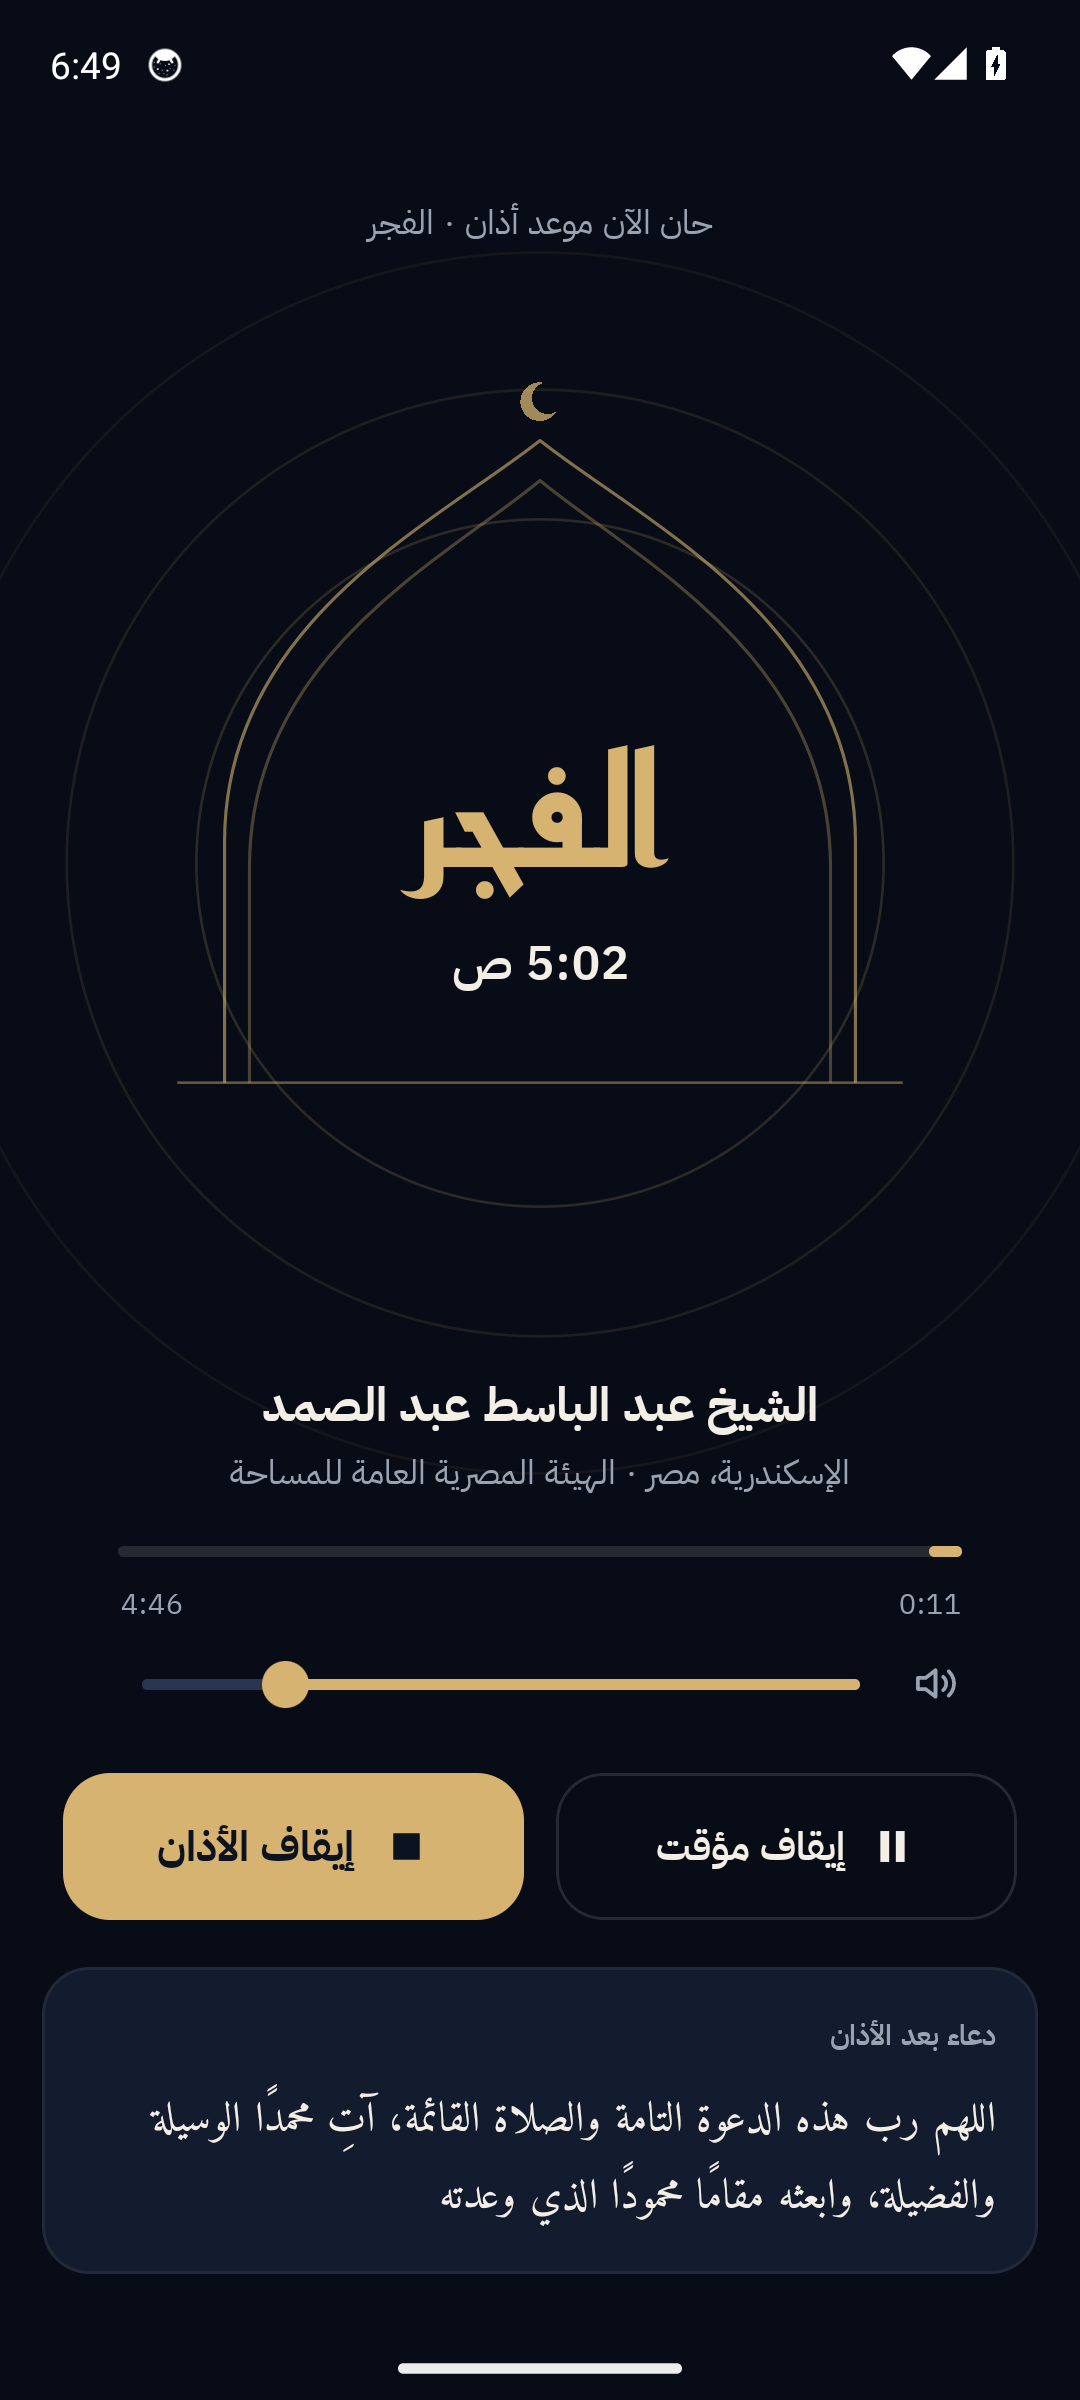 6:49
حان الآن موعد أذان · الفجر
الفجر
5:02 ص
الشيخ عبد الباسط عبد الصمد
الإسكندرية، مصر · الهيئة المصرية العامة للمساحة
0:11
4:46
إيقاف مؤقت
إيقاف الأذان
دعاء بعد الأذان
اللهم رب هذه الدعوة التامة والصلاة القائمة، آتِ محمدًا الوسيلة
والفضيلة، وابعثه مقامًا محمودًا الذي وعدته